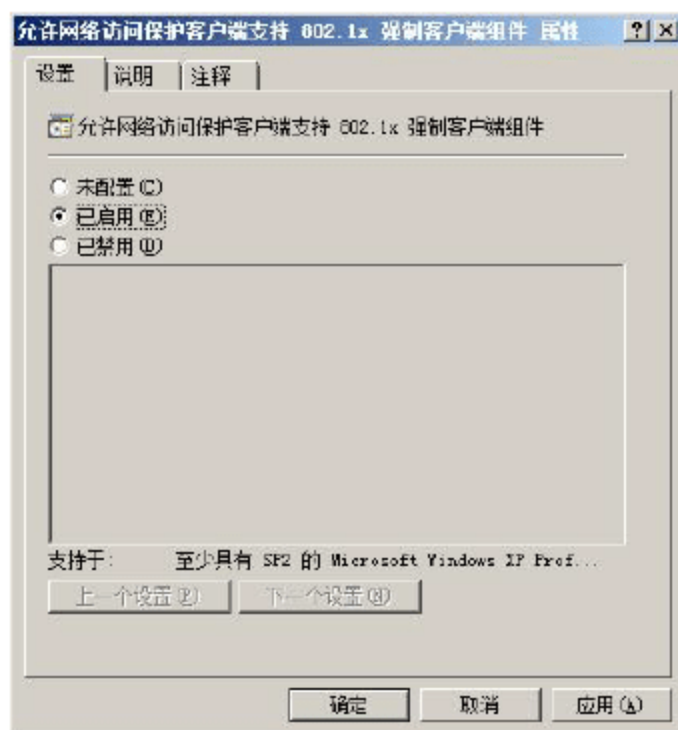 允许网络访问保护客户端支持 802.1x 强制客户端组件 属性
设置 说明 注释
允许网络访问保护客户端支持 802.1x 强制客户端组件
未配置(C)
已启用(E)
已禁用(D)
支持于: 至少具有 SP2 的 Microsoft Windows XP Prof...
上一个设置(P) 下一个设置(N)
确定 取消 应用(A)